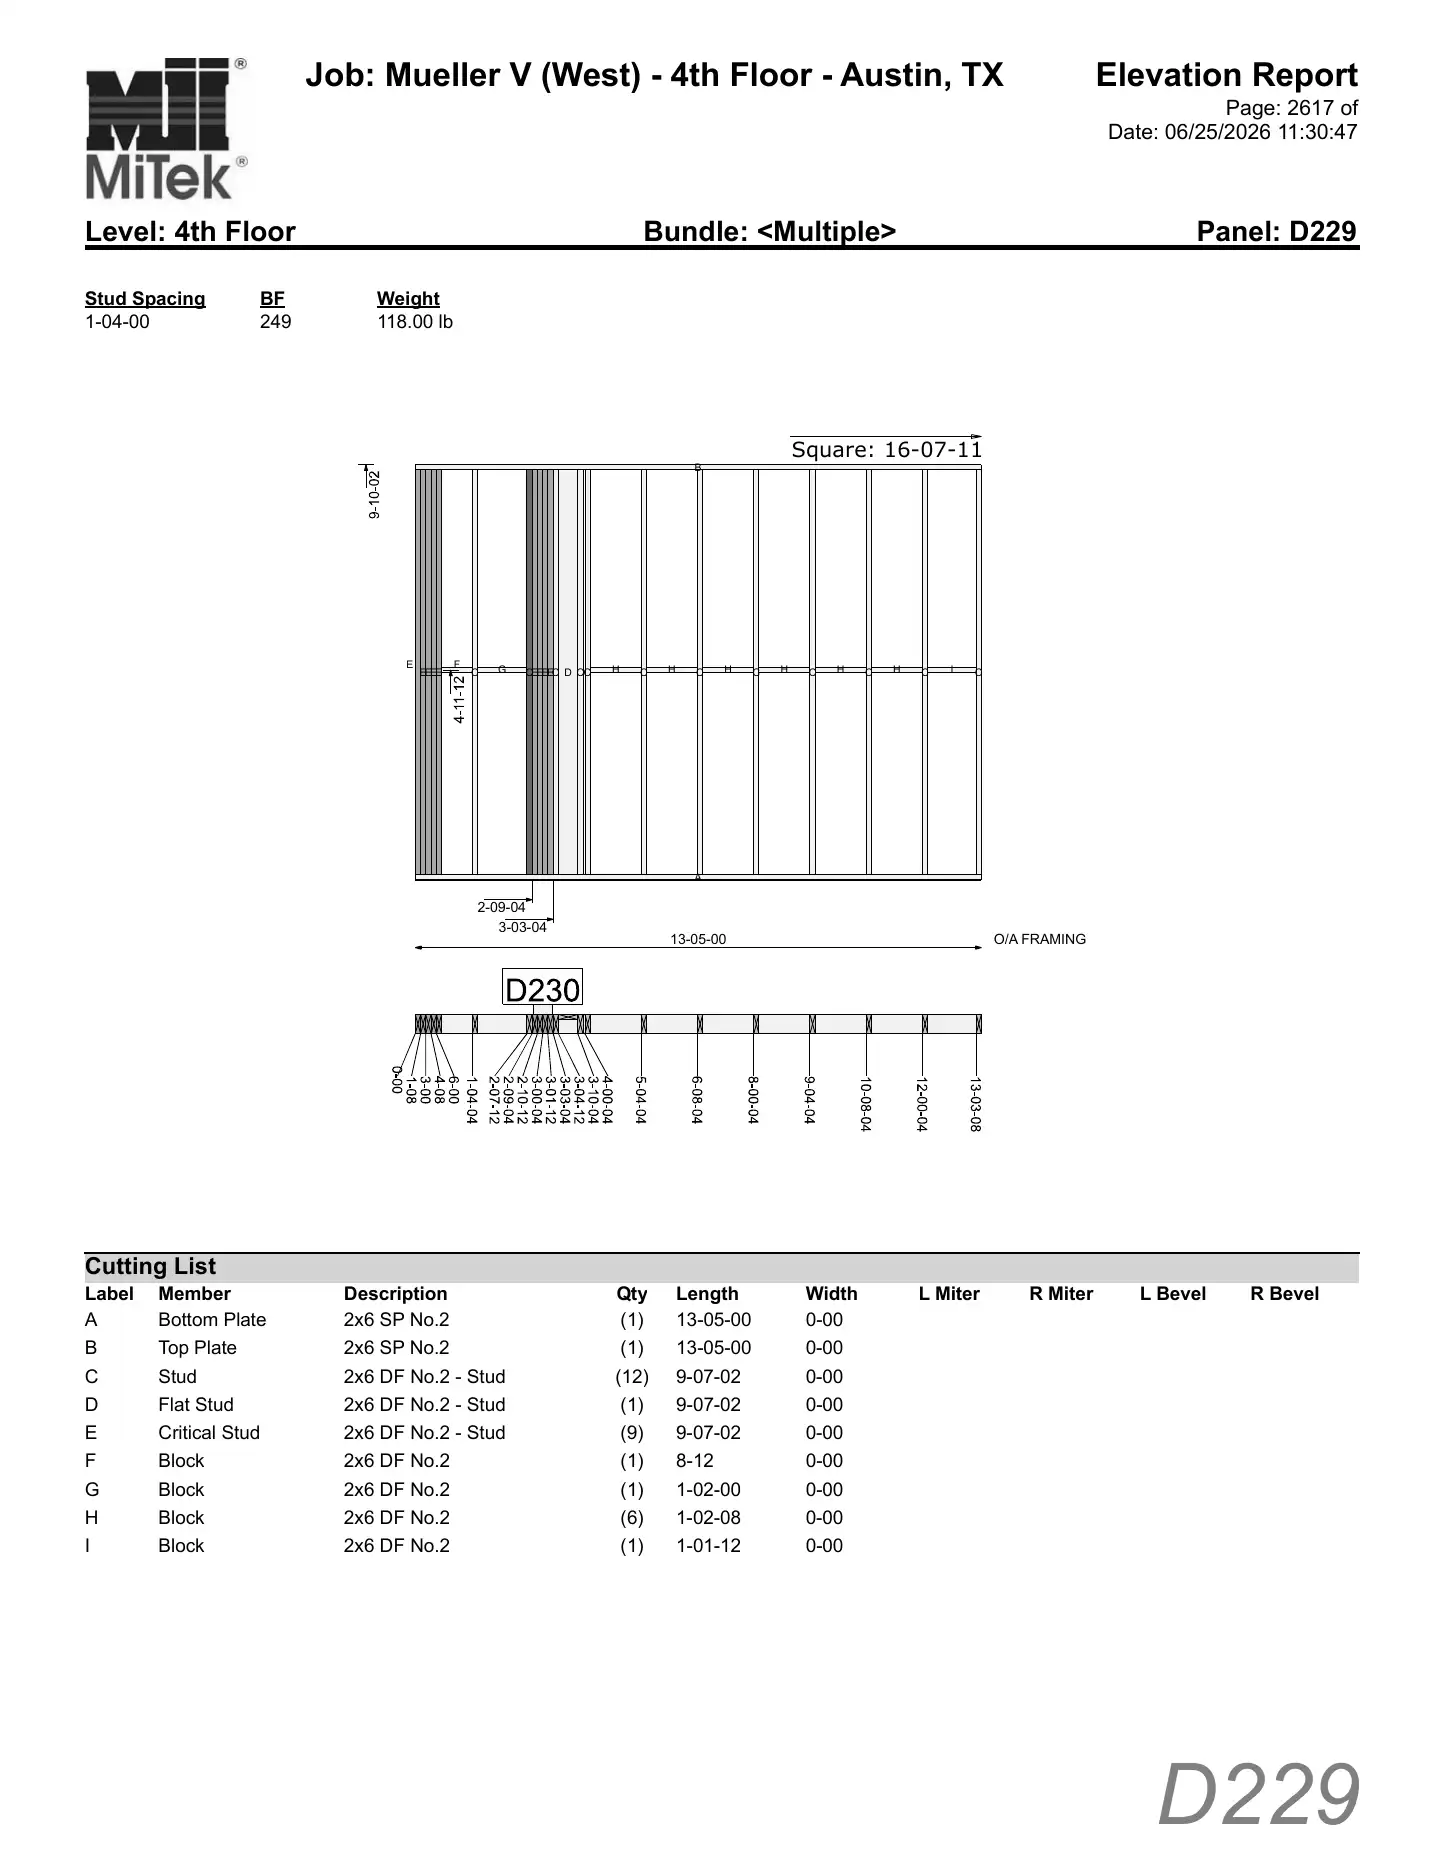 MiTek®
Job: Mueller V (West) - 4th Floor - Austin, TX
Elevation Report
Page: 2617 of
Date: 06/25/2026 11:30:47
Level: 4th Floor Bundle: <Multiple> Panel: D229
Stud Spacing BF Weight
1-04-00 249 118.00 lb
Square: 16-07-11
B
9-10-02
E F G D H H H H H H I
4-11-12
A
2-09-04
3-03-04
13-05-00 O/A FRAMING
D230
0-00 1-08 3-00 4-08 6-00 1-04-04 2-07-12 2-09-04 2-10-12 3-00-04 3-01-12 3-03-04 3-04-12 3-10-04 4-00-04 5-04-04 6-08-04 8-00-04 9-04-04 10-08-04 12-00-04 13-03-08
Cutting List
Label Member Description Qty Length Width L Miter R Miter L Bevel R Bevel
A Bottom Plate 2x6 SP No.2 (1) 13-05-00 0-00
B Top Plate 2x6 SP No.2 (1) 13-05-00 0-00
C Stud 2x6 DF No.2 - Stud (12) 9-07-02 0-00
D Flat Stud 2x6 DF No.2 - Stud (1) 9-07-02 0-00
E Critical Stud 2x6 DF No.2 - Stud (9) 9-07-02 0-00
F Block 2x6 DF No.2 (1) 8-12 0-00
G Block 2x6 DF No.2 (1) 1-02-00 0-00
H Block 2x6 DF No.2 (6) 1-02-08 0-00
I Block 2x6 DF No.2 (1) 1-01-12 0-00
D229